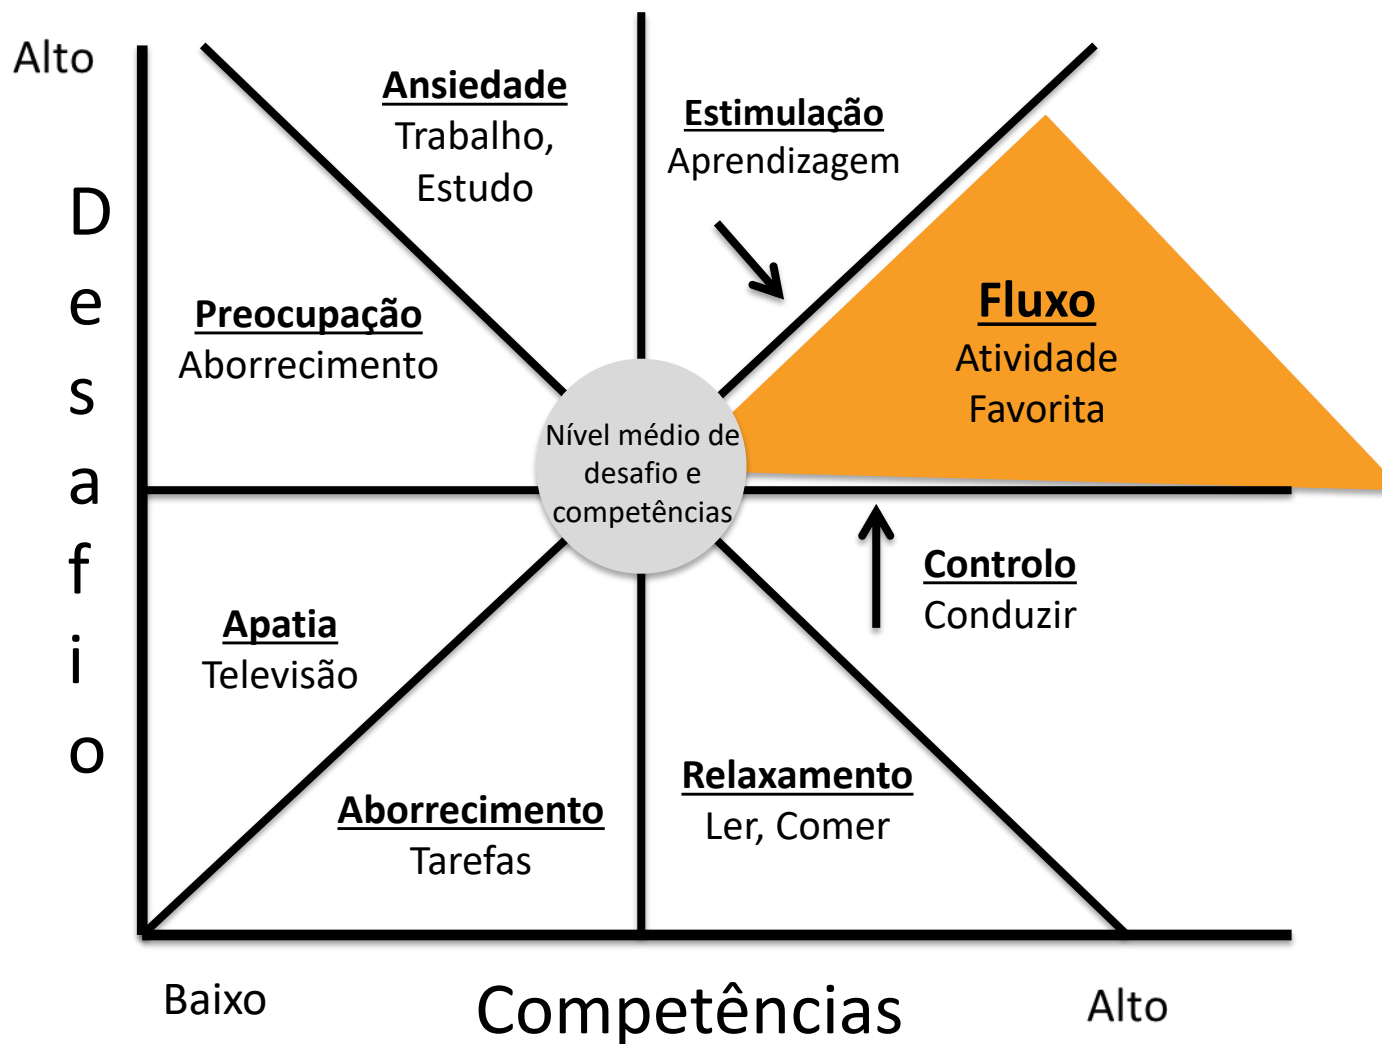 Alto
Desafio
Ansiedade
Trabalho,
Estudo
Estimulação
Aprendizagem
Preocupação
Aborrecimento
Fluxo
Atividade
Favorita
Nível médio de
desafio e
competências
Controlo
Conduzir
Apatia
Televisão
Aborrecimento
Tarefas
Relaxamento
Ler, Comer
Baixo
Competências
Alto